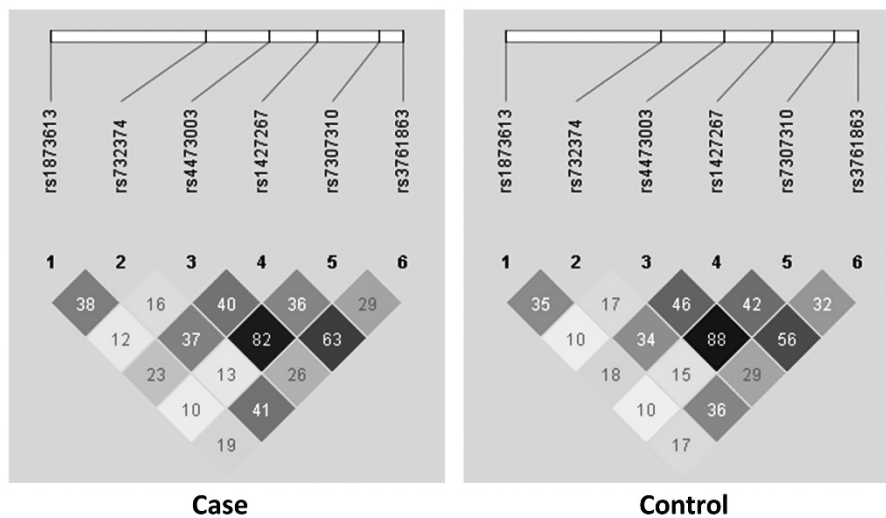 rs1873613 rs732374 rs4473003 rs1427267 rs7307310 rs3761863
1 2 3 4 5 6
38 16 40 36 29
12 37 82 63
23 13 26
10 41
19
Case
rs1873613 rs732374 rs4473003 rs1427267 rs7307310 rs3761863
1 2 3 4 5 6
35 17 46 42 32
10 34 88 56
18 15 29
10 36
17
Control